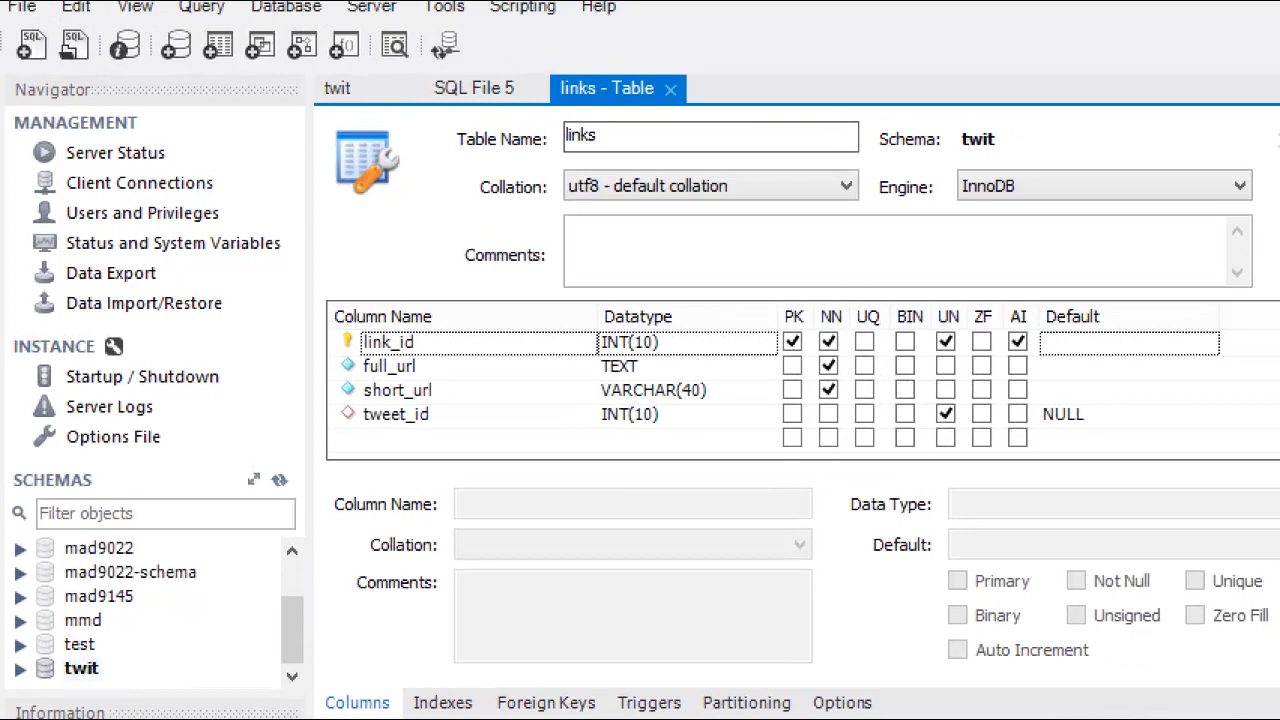 File Edit View Query Database Server Tools Scripting Help
SQL SQL
Navigator
MANAGEMENT
Server Status
Client Connections
Users and Privileges
Status and System Variables
Data Export
Data Import/Restore
INSTANCE
Startup / Shutdown
Server Logs
Options File
SCHEMAS
Filter objects
mad9022
mad9022-schema
mad9145
mmd
test
twit
Information
twit SQL File 5 links - Table
Table Name: links Schema: twit
Collation: utf8 - default collation Engine: InnoDB
Comments:
Column Name Datatype PK NN UQ BIN UN ZF AI Default
link_id INT(10)
full_url TEXT
short_url VARCHAR(40)
tweet_id INT(10) NULL
Column Name: Data Type:
Collation: Default:
Comments: Primary Not Null Unique
Binary Unsigned Zero Fill
Auto Increment
Columns Indexes Foreign Keys Triggers Partitioning Options